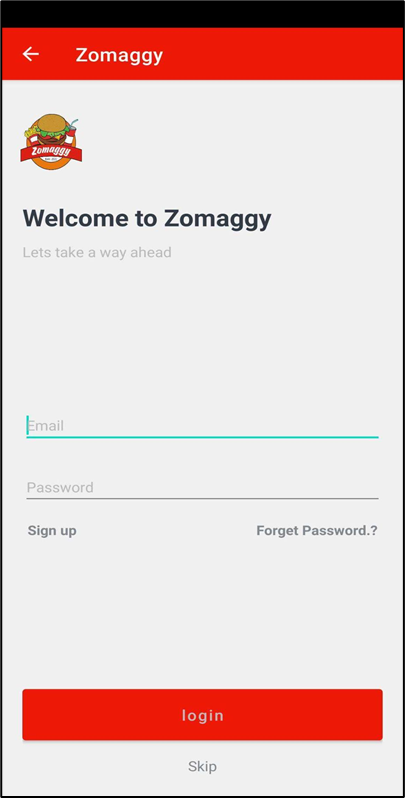 Zomaggy
Zomaggy
Welcome to Zomaggy
Lets take a way ahead
Email
Password
Sign up
Forget Password.?
login
Skip